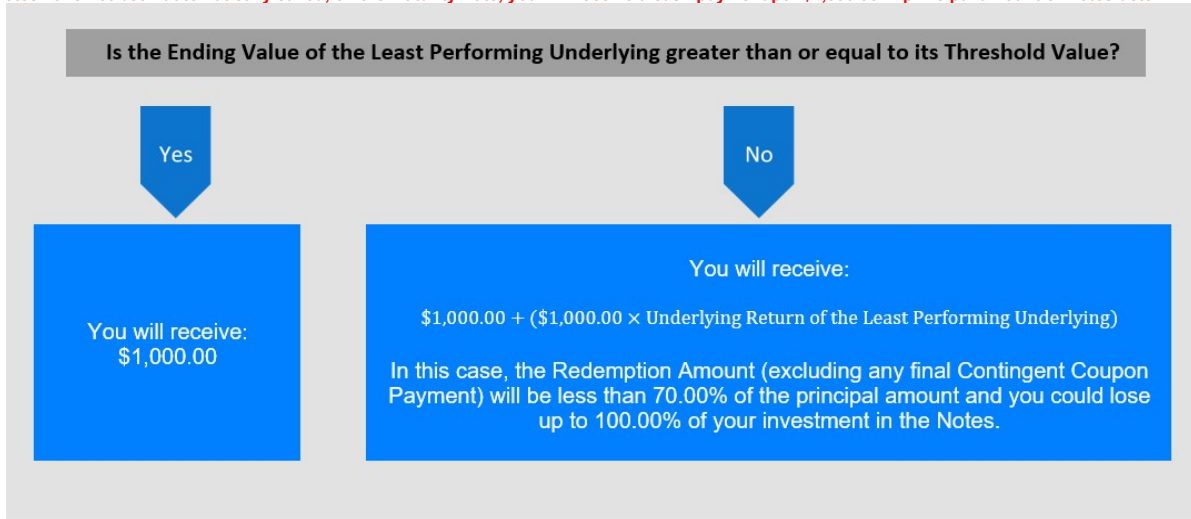 Is the Ending Value of the Least Performing Underlying greater than or equal to its Threshold Value?
Yes
No
You will receive:
$1,000.00
You will receive:
$1,000.00 + ($1,000.00 × Underlying Return of the Least Performing Underlying)
In this case, the Redemption Amount (excluding any final Contingent Coupon
Payment) will be less than 70.00% of the principal amount and you could lose
up to 100.00% of your investment in the Notes.